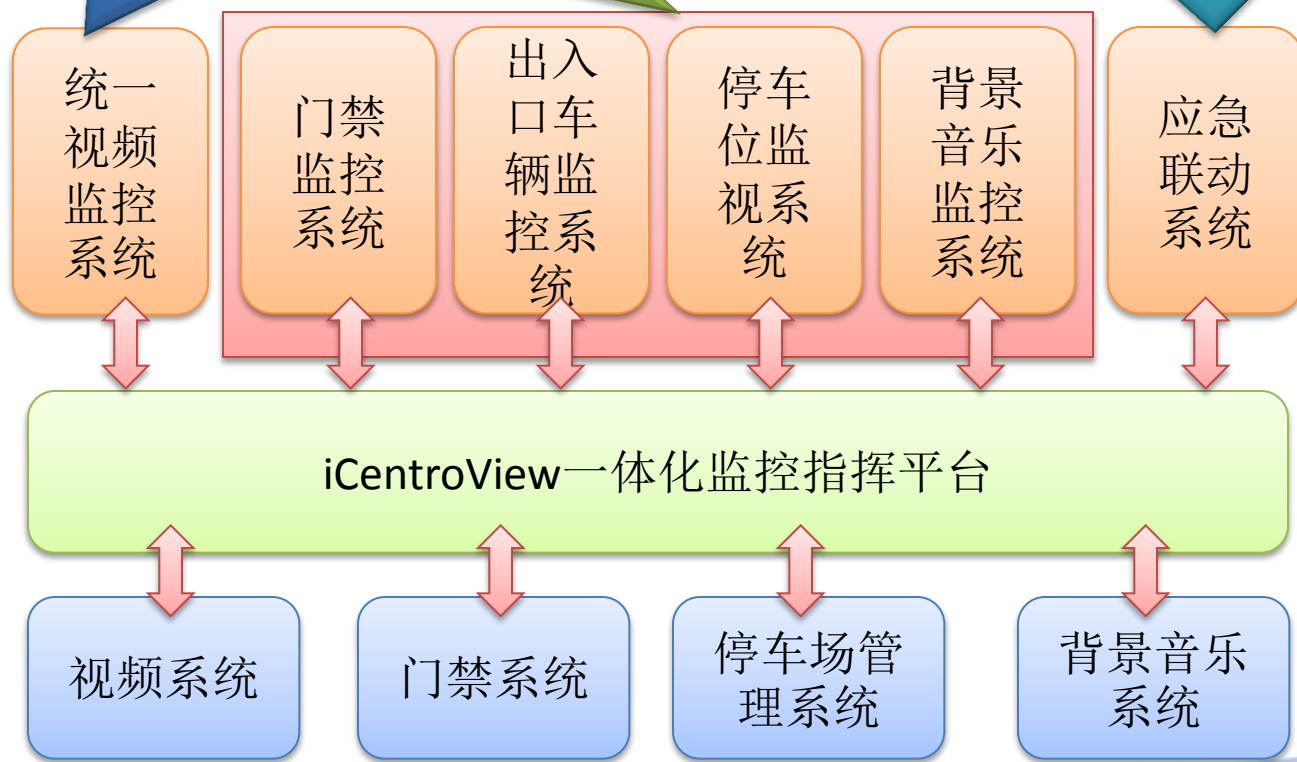 统一
视频
监控
系统
门禁
监控
系统
出入
口车
辆监
控系
统
停车
位监
视系
统
背景
音乐
监控
系统
应急
联动
系统
iCentroView一体化监控指挥平台
视频系统
门禁系统
停车场管
理系统
背景音乐
系统